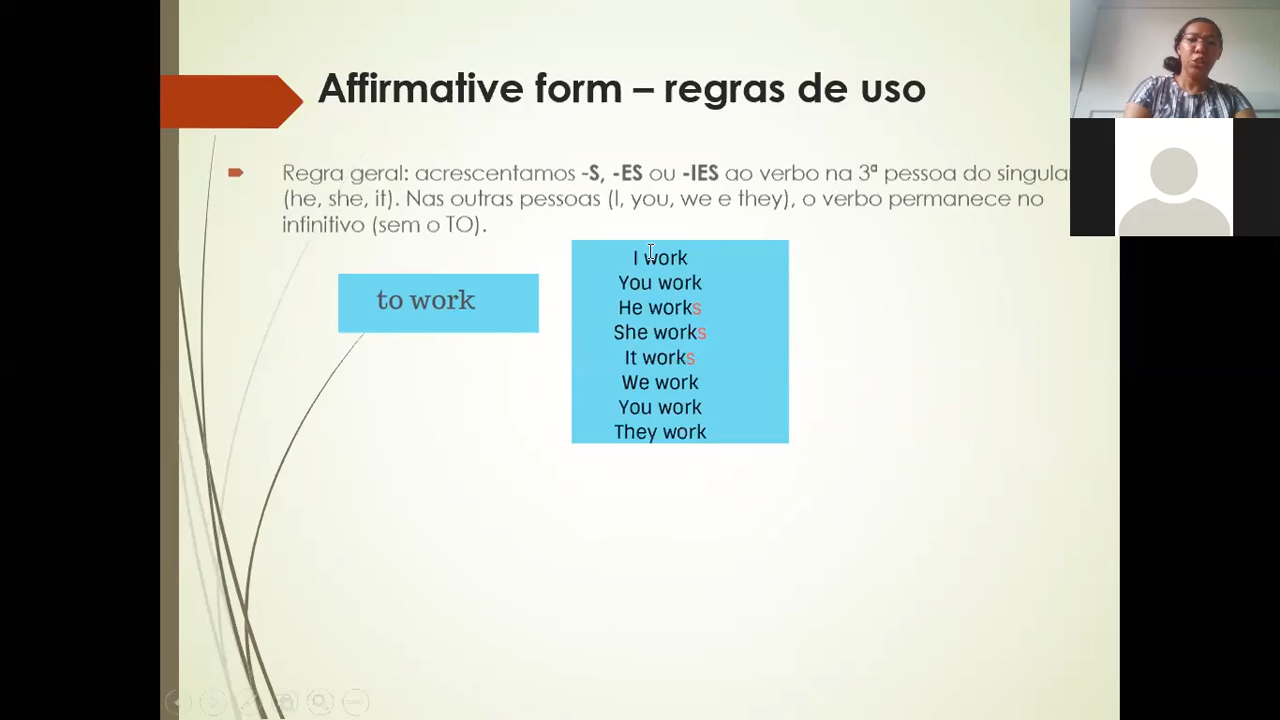 Affirmative form – regras de uso
Regra geral: acrescentamos -S, -ES ou -IES ao verbo na 3ª pessoa do singular
(he, she, it). Nas outras pessoas (I, you, we e they), o verbo permanece no
infinitivo (sem o TO).
to work
I work
You work
He works
She works
It works
We work
You work
They work